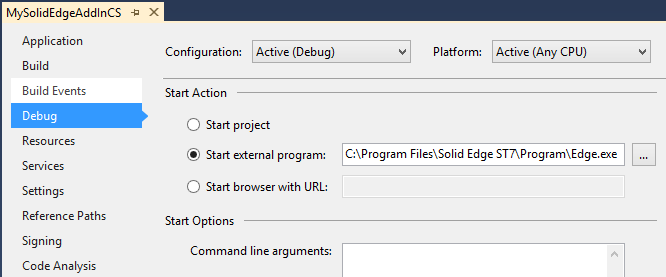 MySolidEdgeAddInCS
Application
Build
Build Events
Debug
Resources
Services
Settings
Reference Paths
Signing
Code Analysis
Configuration: Active (Debug) Platform: Active (Any CPU)
Start Action
Start project
Start external program: C:\Program Files\Solid Edge ST7\Program\Edge.exe ...
Start browser with URL:
Start Options
Command line arguments: